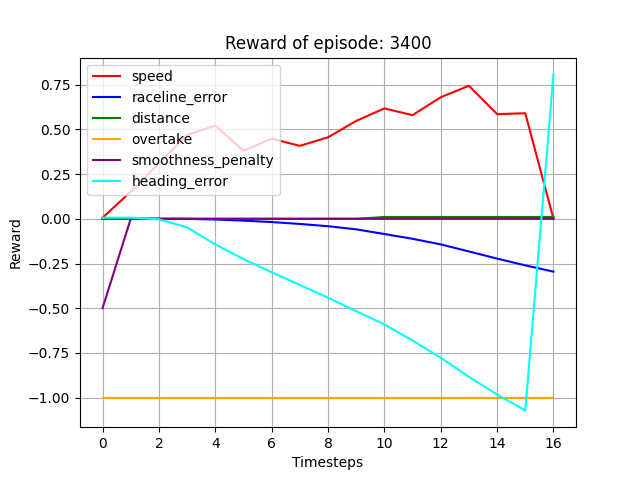 Reward of episode: 3400
speed
raceline_error
distance
overtake
smoothness_penalty
heading_error
0.75
0.50
0.25
0.00
−0.25
−0.50
−0.75
−1.00
Reward
0 2 4 6 8 10 12 14 16
Timesteps